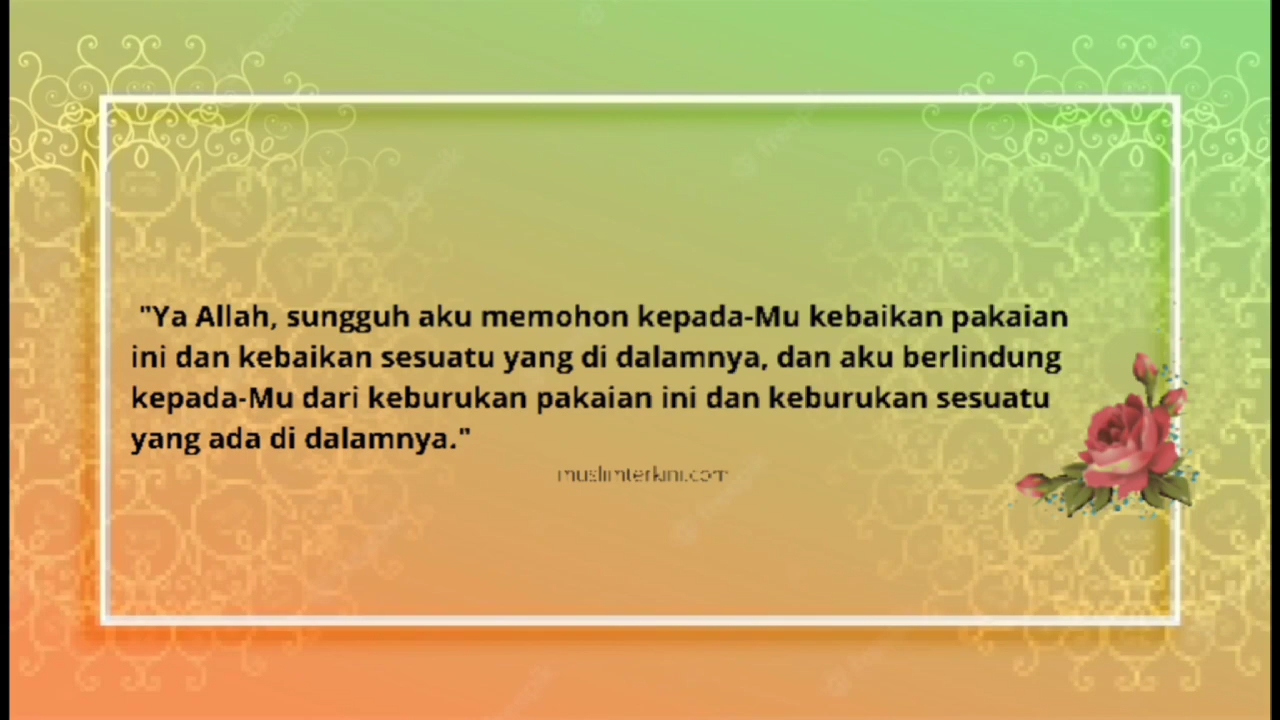 "Ya Allah, sungguh aku memohon kepada-Mu kebaikan pakaian
ini dan kebaikan sesuatu yang di dalamnya, dan aku berlindung
kepada-Mu dari keburukan pakaian ini dan keburukan sesuatu
yang ada di dalamnya."
muslimterkini.com